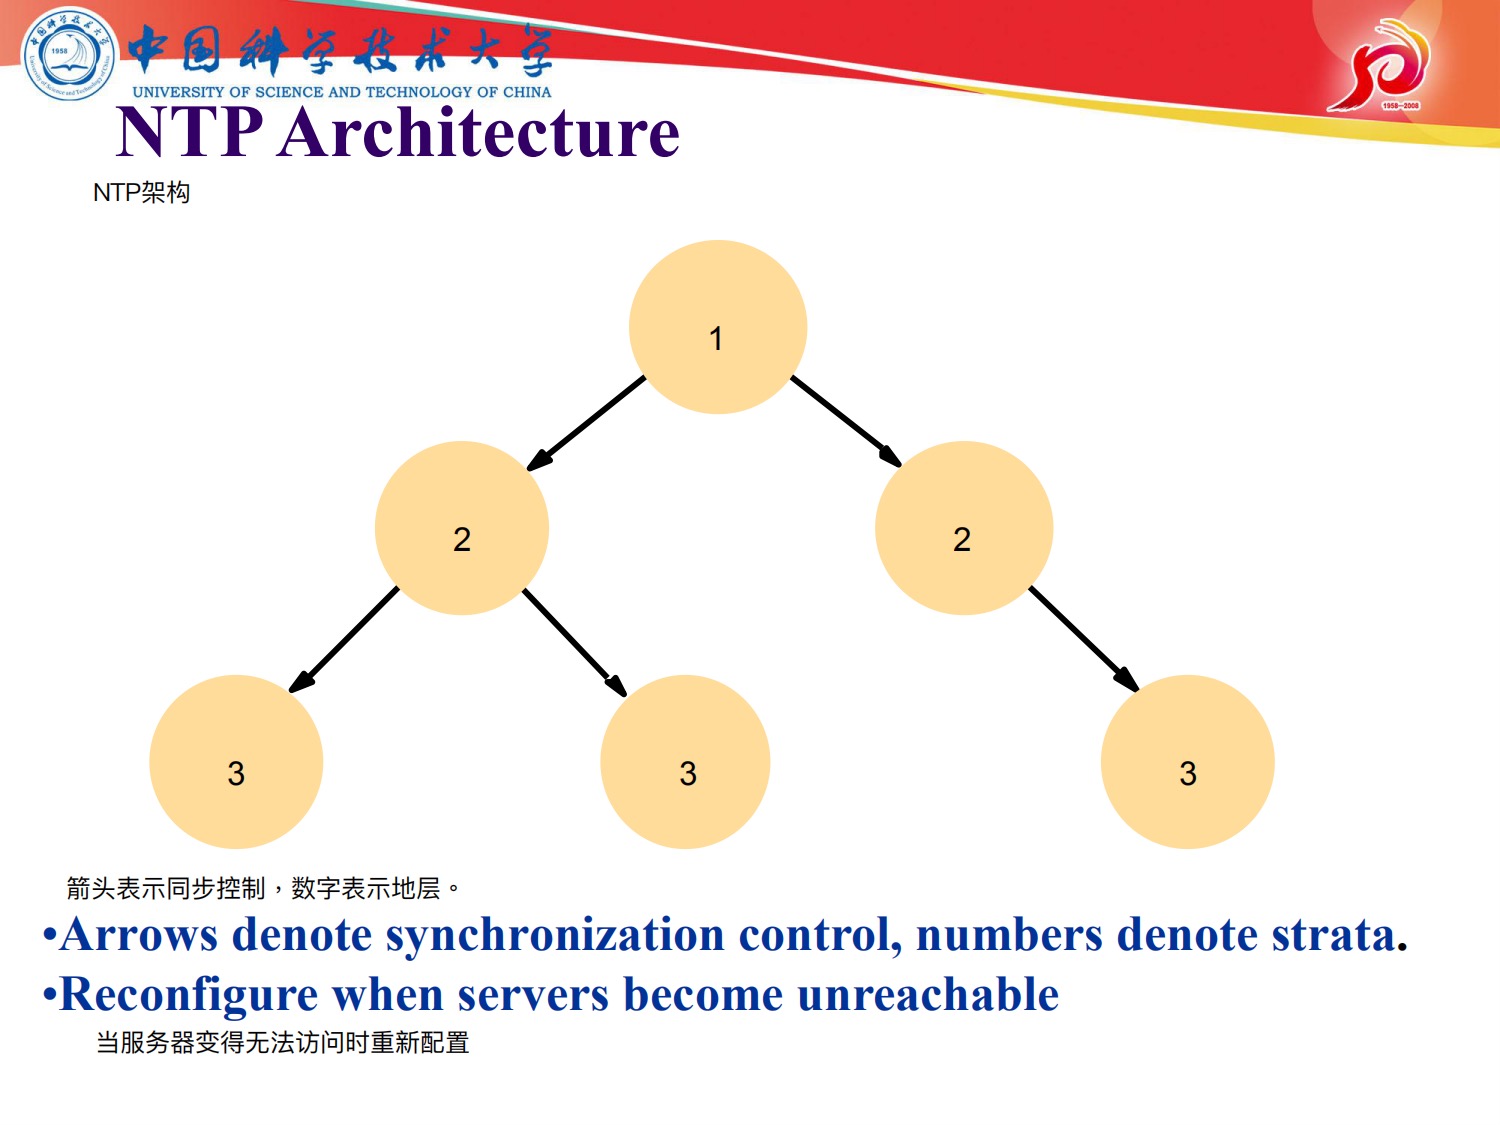 中国科学技术大学
1958
UNIVERSITY OF SCIENCE AND TECHNOLOGY OF CHINA
1958—2008
NTP Architecture
NTP架构
1
2
2
3
3
3
箭头表示同步控制，数字表示地层。
•Arrows denote synchronization control, numbers denote strata.
•Reconfigure when servers become unreachable
当服务器变得无法访问时重新配置